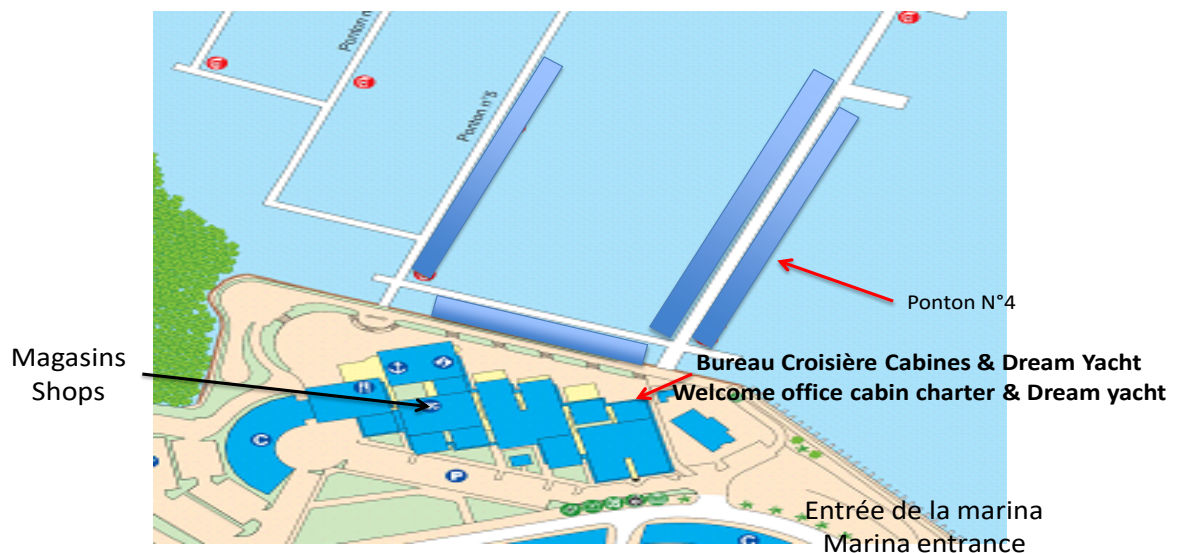 Ponton n
Ponton n°5
Ponton N°4
Magasins
Shops
Bureau Croisière Cabines & Dream Yacht
Welcome office cabin charter & Dream yacht
C
P
Entrée de la marina
Marina entrance
C